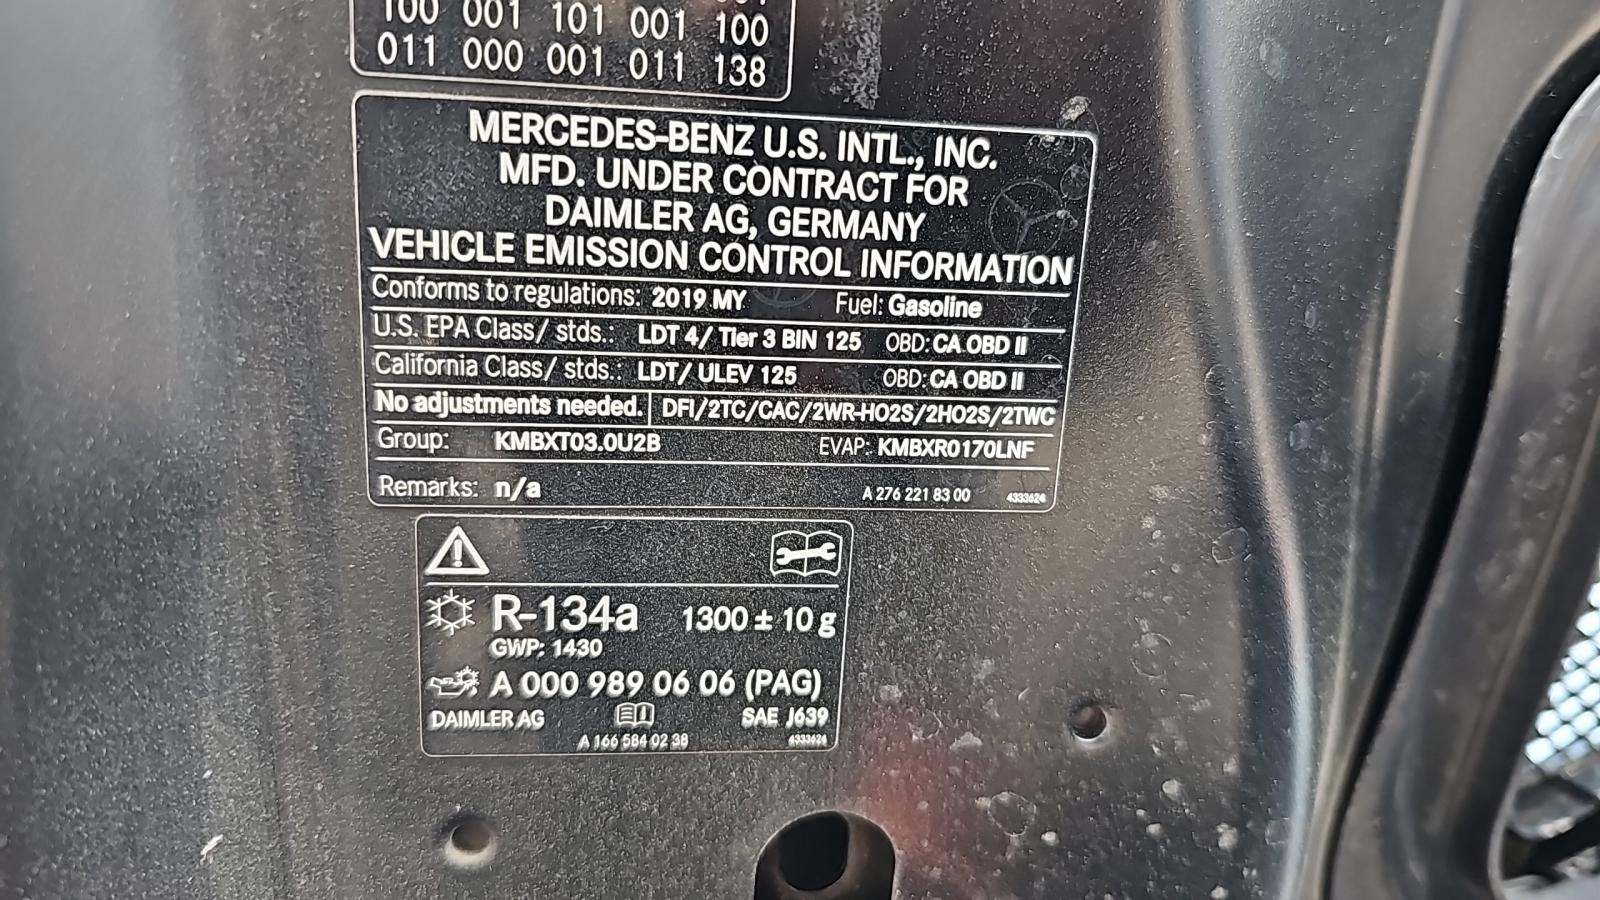 100 001 101 001 100
011 000 001 011 138
MERCEDES-BENZ U.S. INTL., INC.
MFD. UNDER CONTRACT FOR
DAIMLER AG, GERMANY
VEHICLE EMISSION CONTROL INFORMATION
Conforms to regulations: 2019 MY Fuel: Gasoline
U.S. EPA Class/ stds.: LDT 4/ Tier 3 BIN 125 OBD: CA OBD II
California Class/ stds.: LDT/ ULEV 125 OBD: CA OBD II
No adjustments needed. DFI/2TC/CAC/2WR-HO2S/2HO2S/2TWC
Group: KMBXT03.0U2B EVAP: KMBXR0170LNF
Remarks: n/a A 276 221 83 00 4333624
R-134a 1300 ± 10 g
GWP: 1430
A 000 989 06 06 (PAG)
DAIMLER AG SAE J639
A 166 584 02 38 4333624